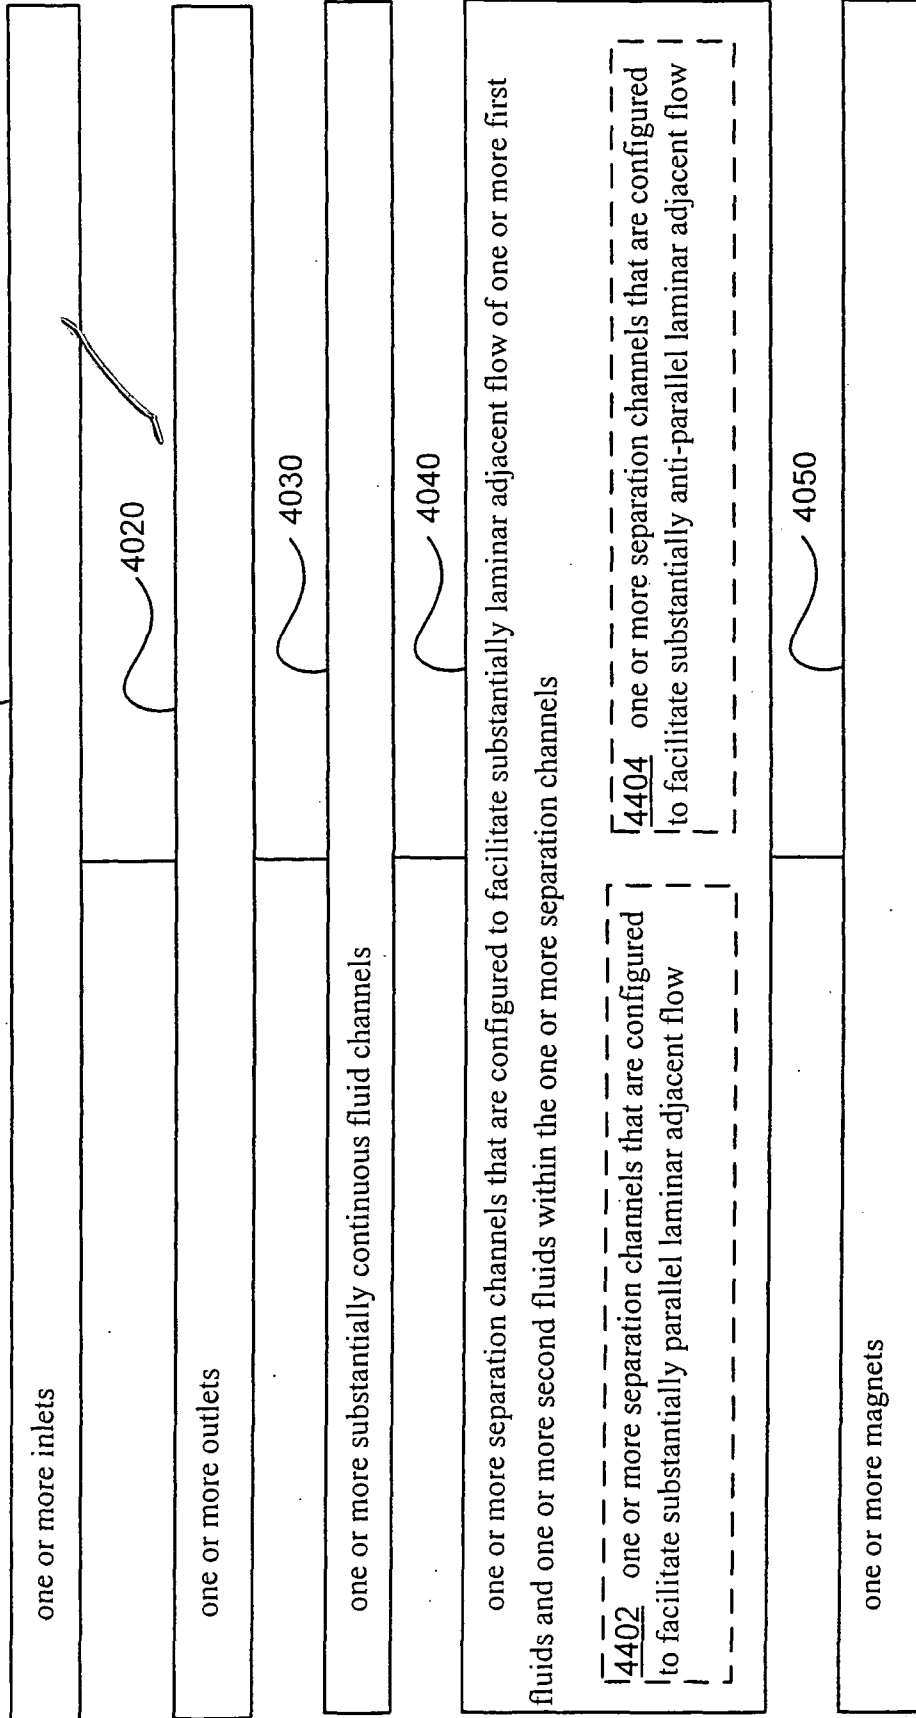 one or more inlets
4020
one or more outlets
4030
one or more substantially continuous fluid channels
4040
one or more separation channels that are configured to facilitate substantially laminar adjacent flow of one or more first
fluids and one or more second fluids within the one or more separation channels
4402 one or more separation channels that are configured
to facilitate substantially parallel laminar adjacent flow
4404 one or more separation channels that are configured
to facilitate substantially anti-parallel laminar adjacent flow
4050
one or more magnets